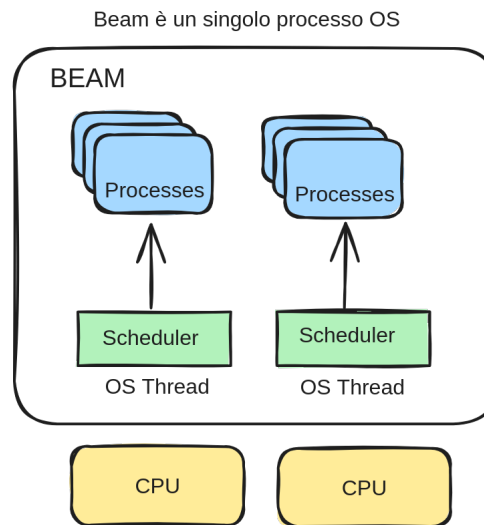 Beam è un singolo processo OS
BEAM
Processes
Processes
Scheduler
Scheduler
OS Thread
OS Thread
CPU
CPU